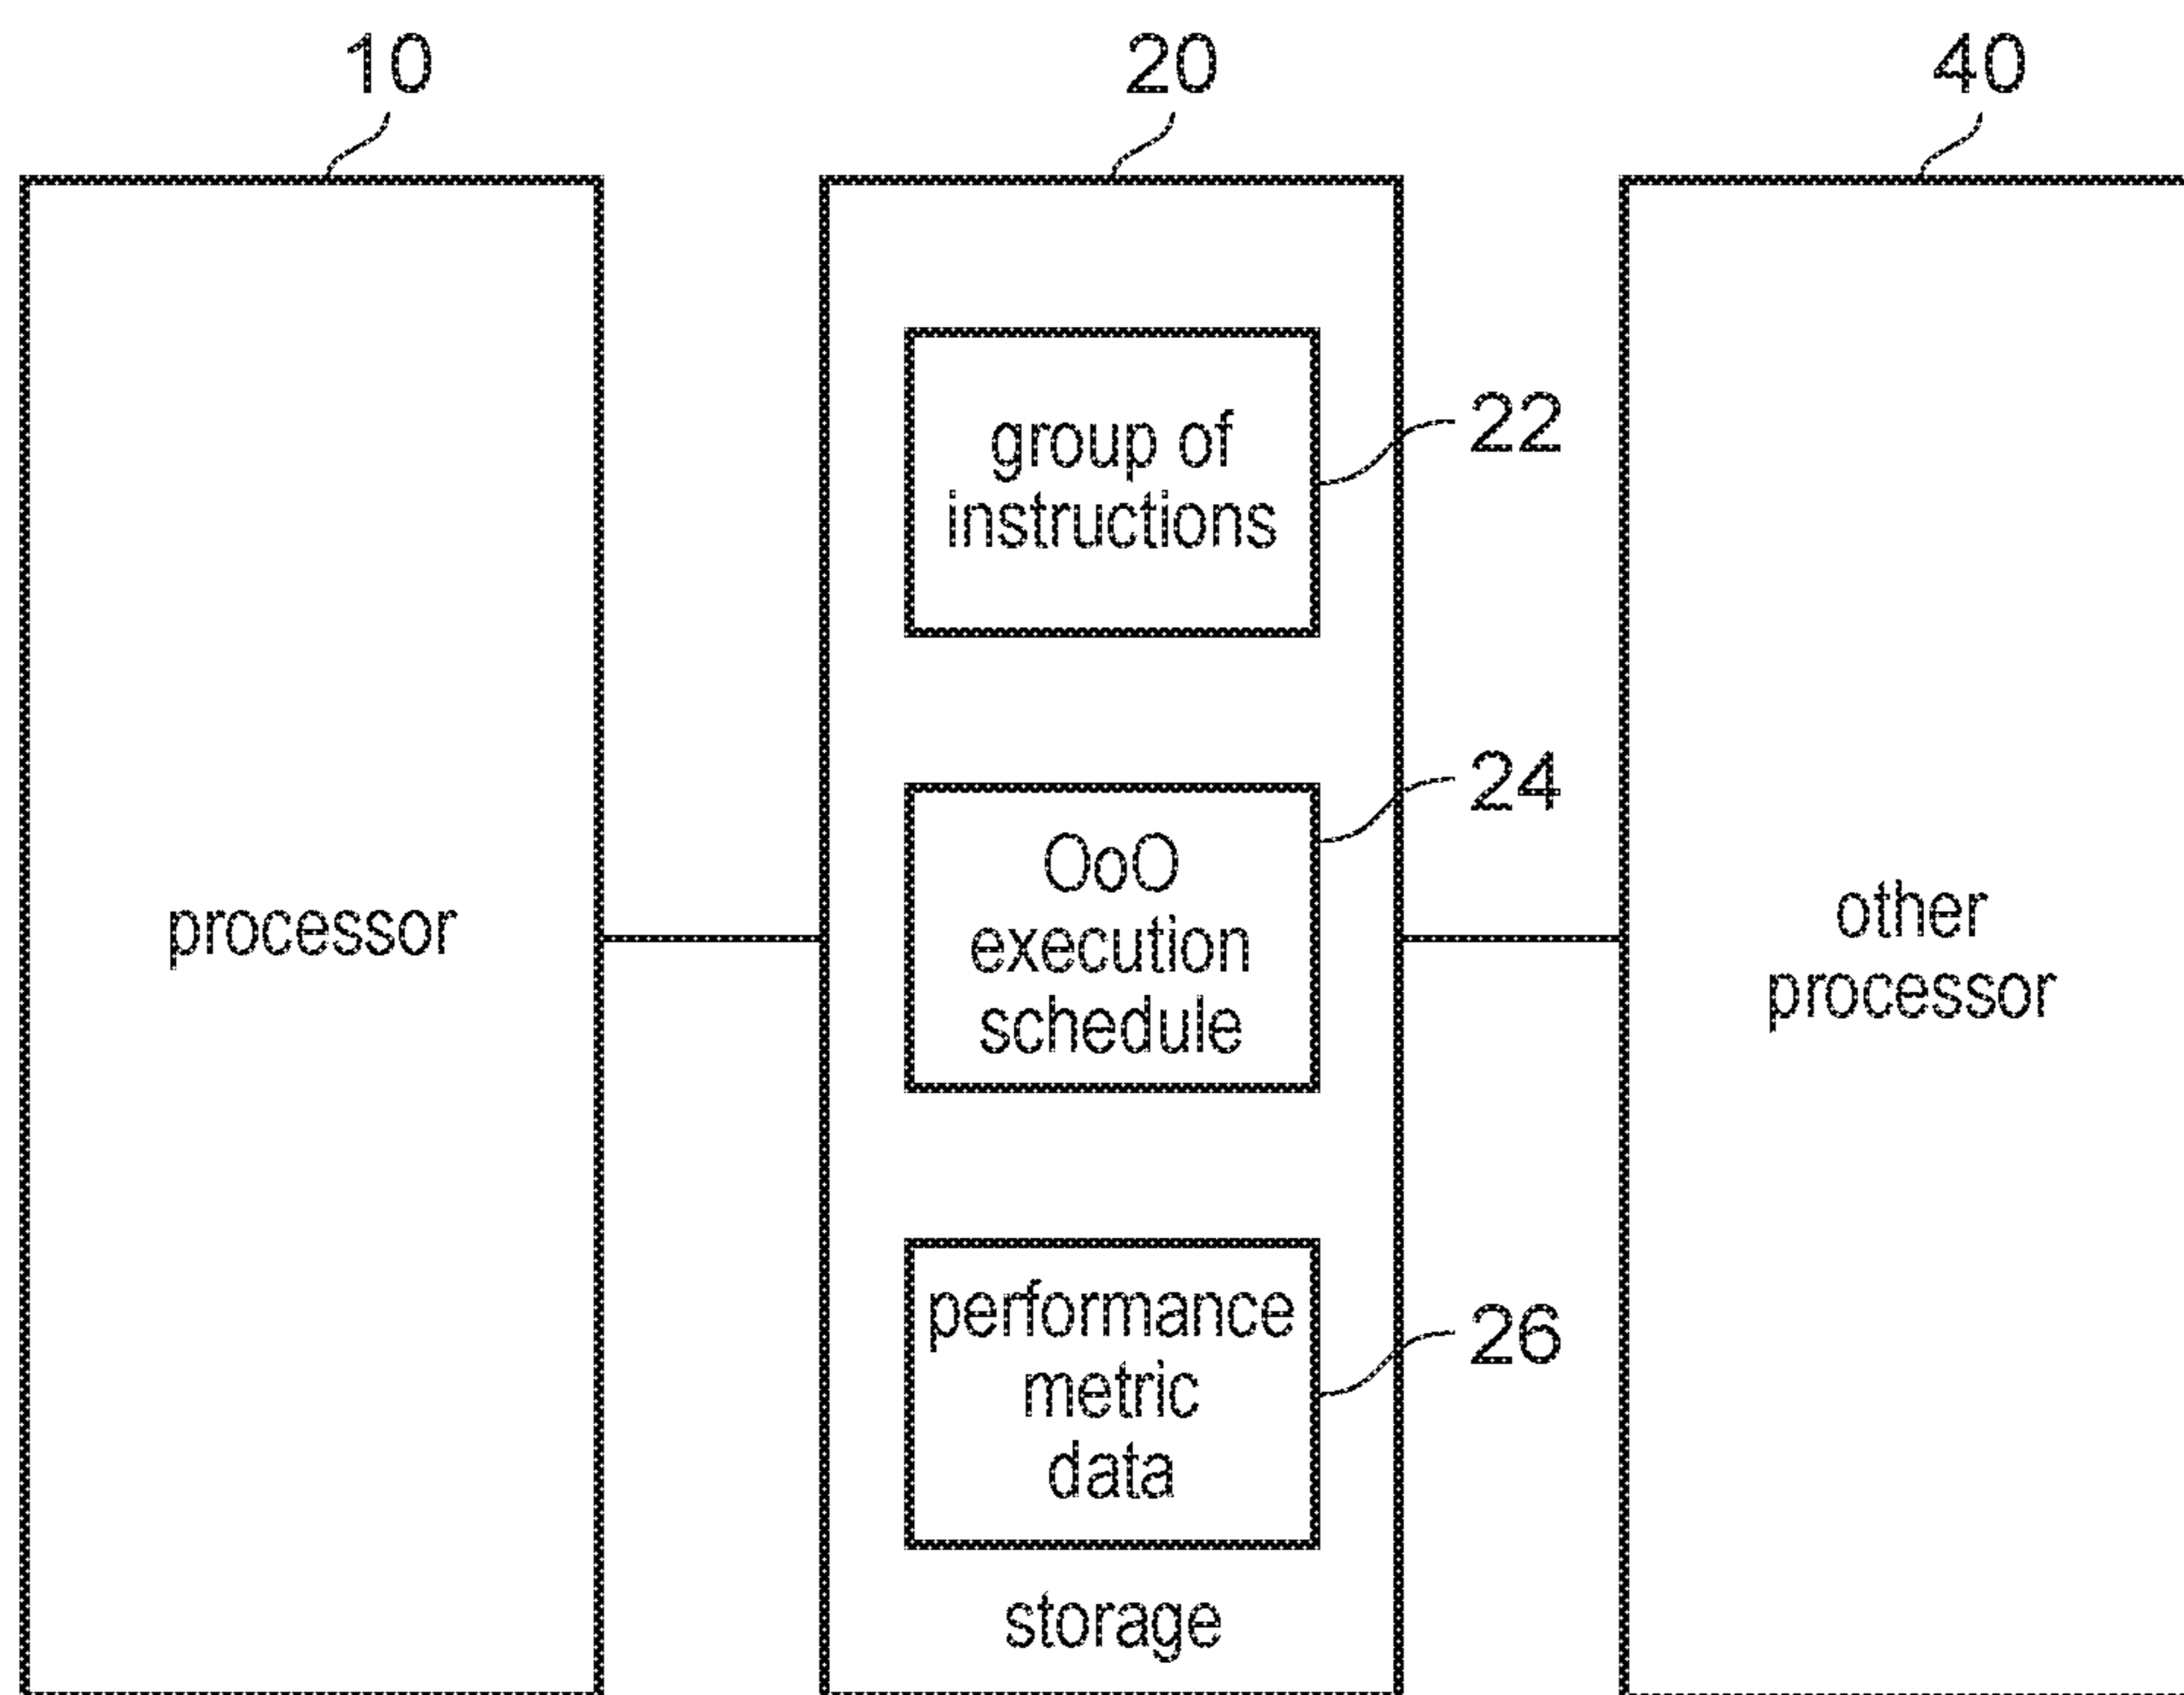 10
20
40
group of
instructions
22
OoO
execution
schedule
24
processor
other
processor
performance
metric
data
26
storage